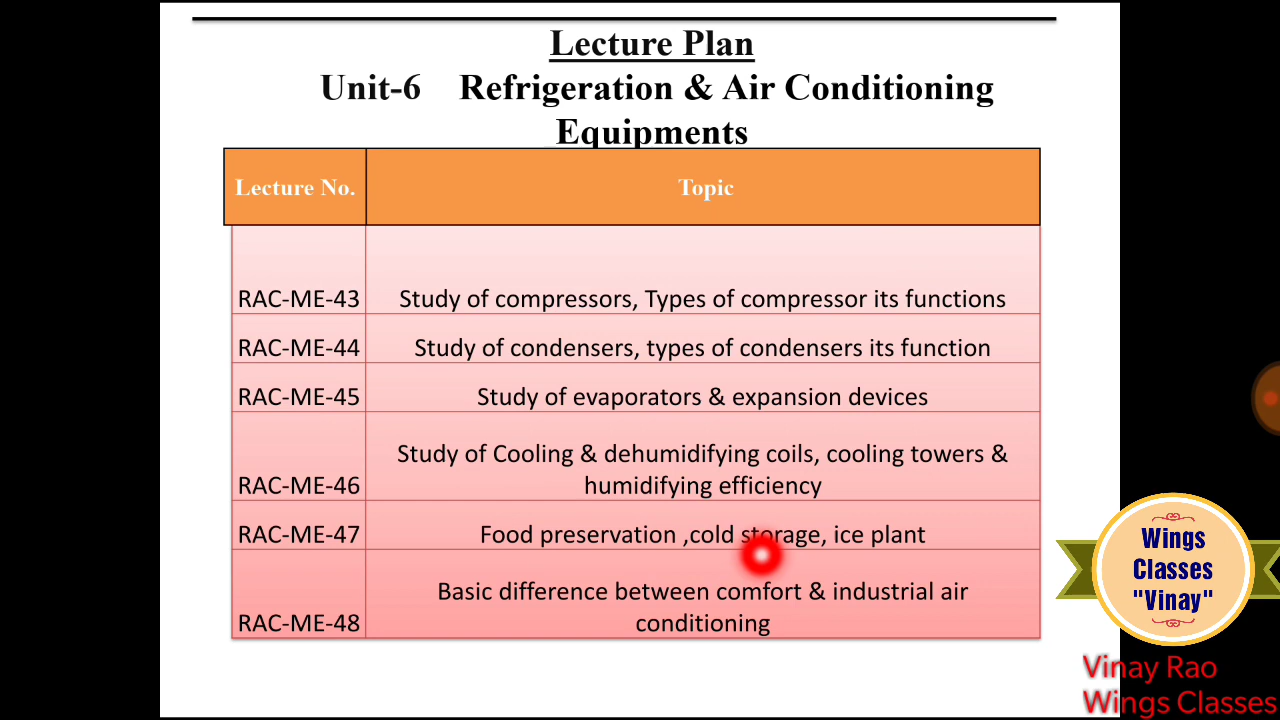 Lecture Plan
Unit-6 Refrigeration & Air Conditioning
Equipments
Lecture No. Topic
RAC-ME-43 Study of compressors, Types of compressor its functions
RAC-ME-44 Study of condensers, types of condensers its function
RAC-ME-45 Study of evaporators & expansion devices
Study of Cooling & dehumidifying coils, cooling towers &
RAC-ME-46 humidifying efficiency
RAC-ME-47 Food preservation ,cold storage, ice plant
Basic difference between comfort & industrial air
RAC-ME-48 conditioning
Wings
Classes
"Vinay"
Vinay Rao
Wings Classes